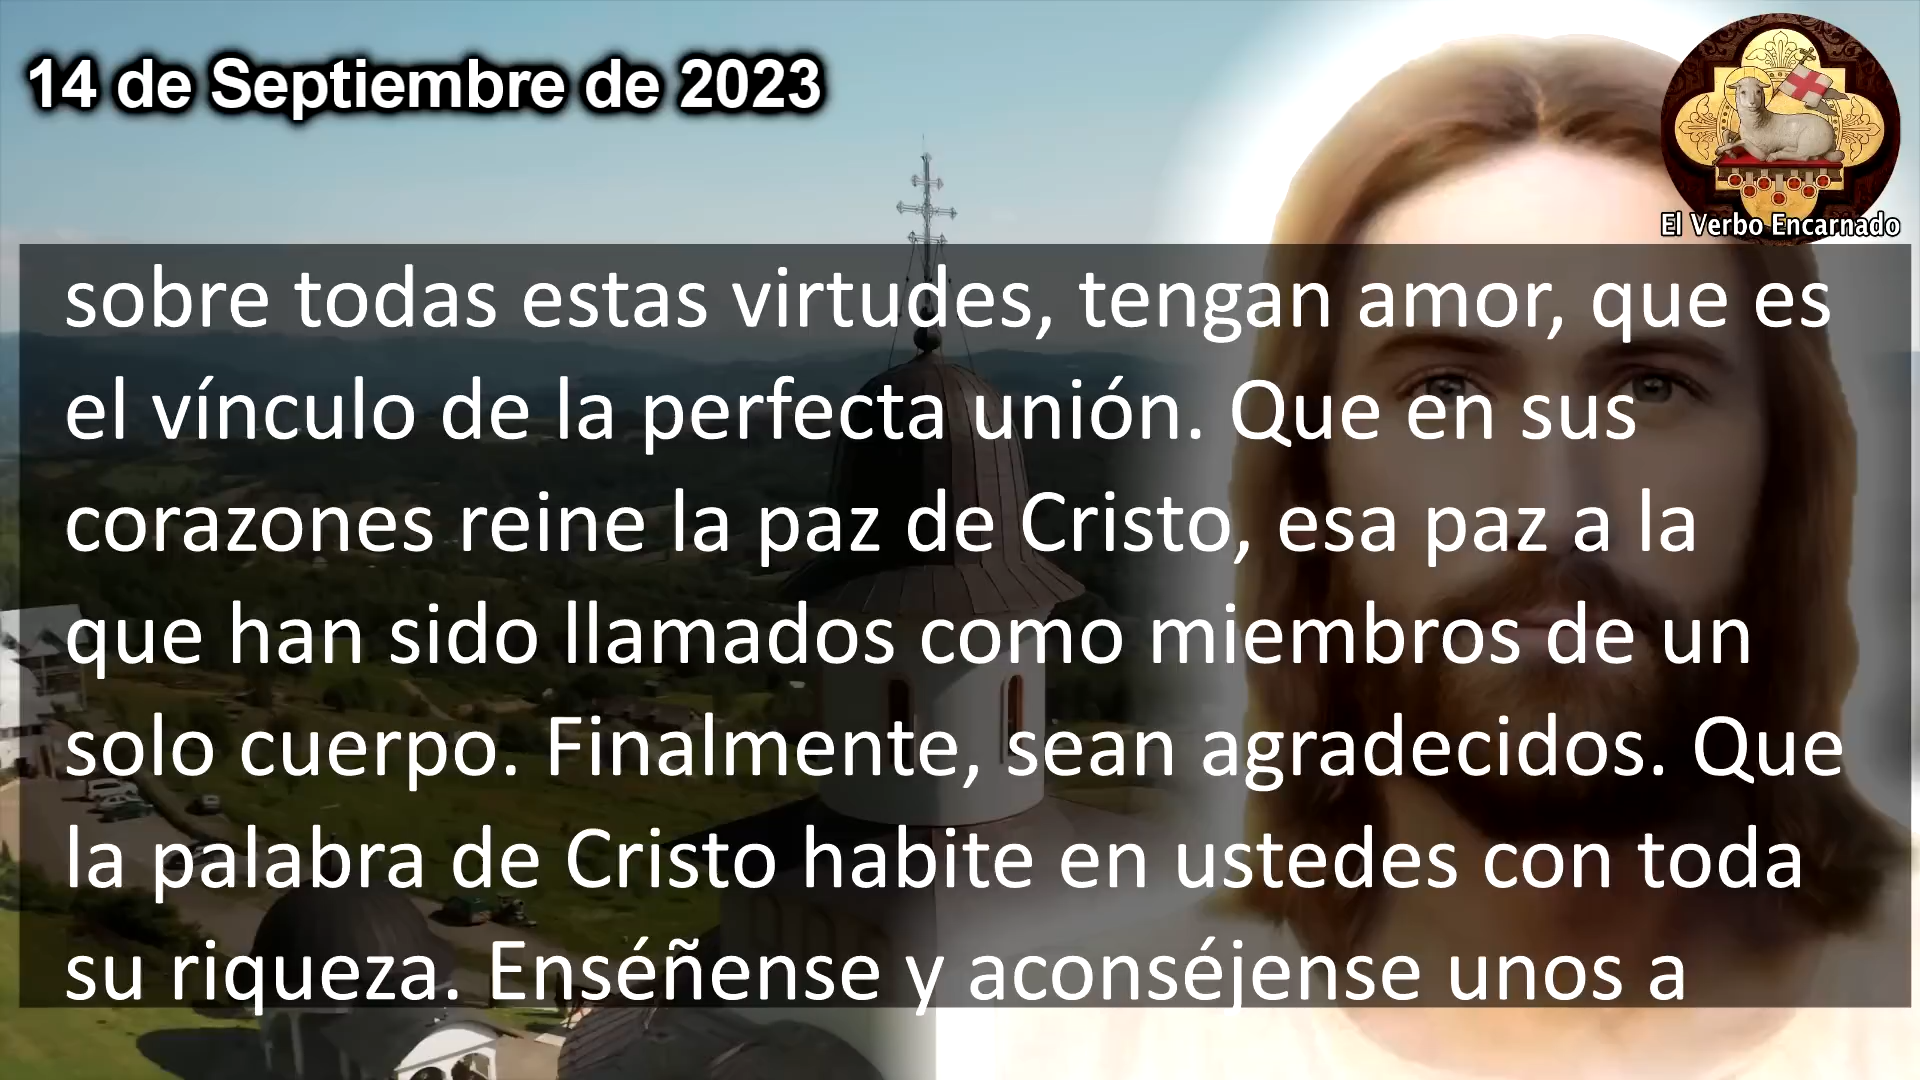 14 de Septiembre de 2023
El Verbo Encarnado
sobre todas estas virtudes, tengan amor, que es
el vínculo de la perfecta unión. Que en sus
corazones reine la paz de Cristo, esa paz a la
que han sido llamados como miembros de un
solo cuerpo. Finalmente, sean agradecidos. Que
la palabra de Cristo habite en ustedes con toda
su riqueza. Enséñense y aconséjense unos a